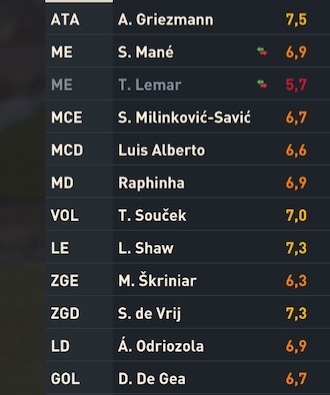 ATA A. Griezmann 7,5
ME S. Mané 6,9
ME T. Lemar 5,7
MCE S. Milinković-Savić 6,7
MCD Luis Alberto 6,6
MD Raphinha 6,9
VOL T. Souček 7,0
LE L. Shaw 7,3
ZGE M. Škriniar 6,3
ZGD S. de Vrij 7,3
LD Á. Odriozola 6,9
GOL D. De Gea 6,7